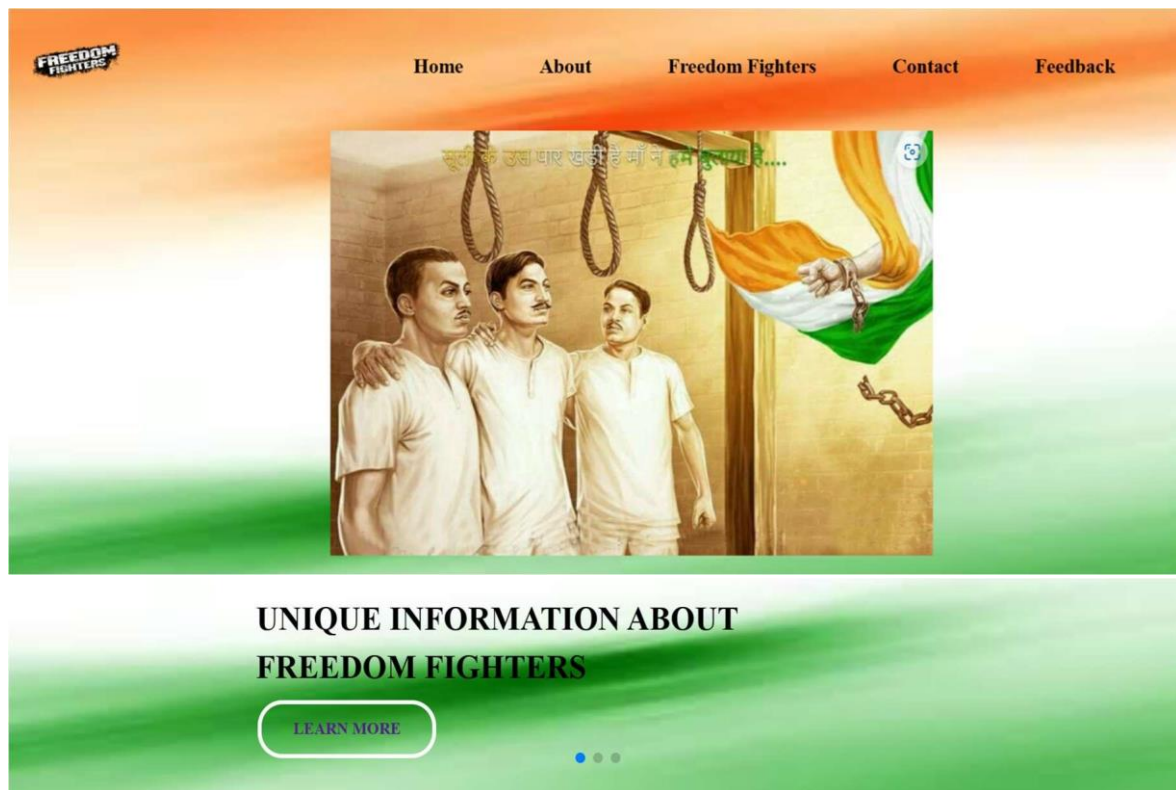 FREEDOM
FIGHTERS
Home About Freedom Fighters Contact Feedback
सूली के उस पार खडी है माँ ने हमे बुलाया है....
UNIQUE INFORMATION ABOUT
FREEDOM FIGHTERS
LEARN MORE